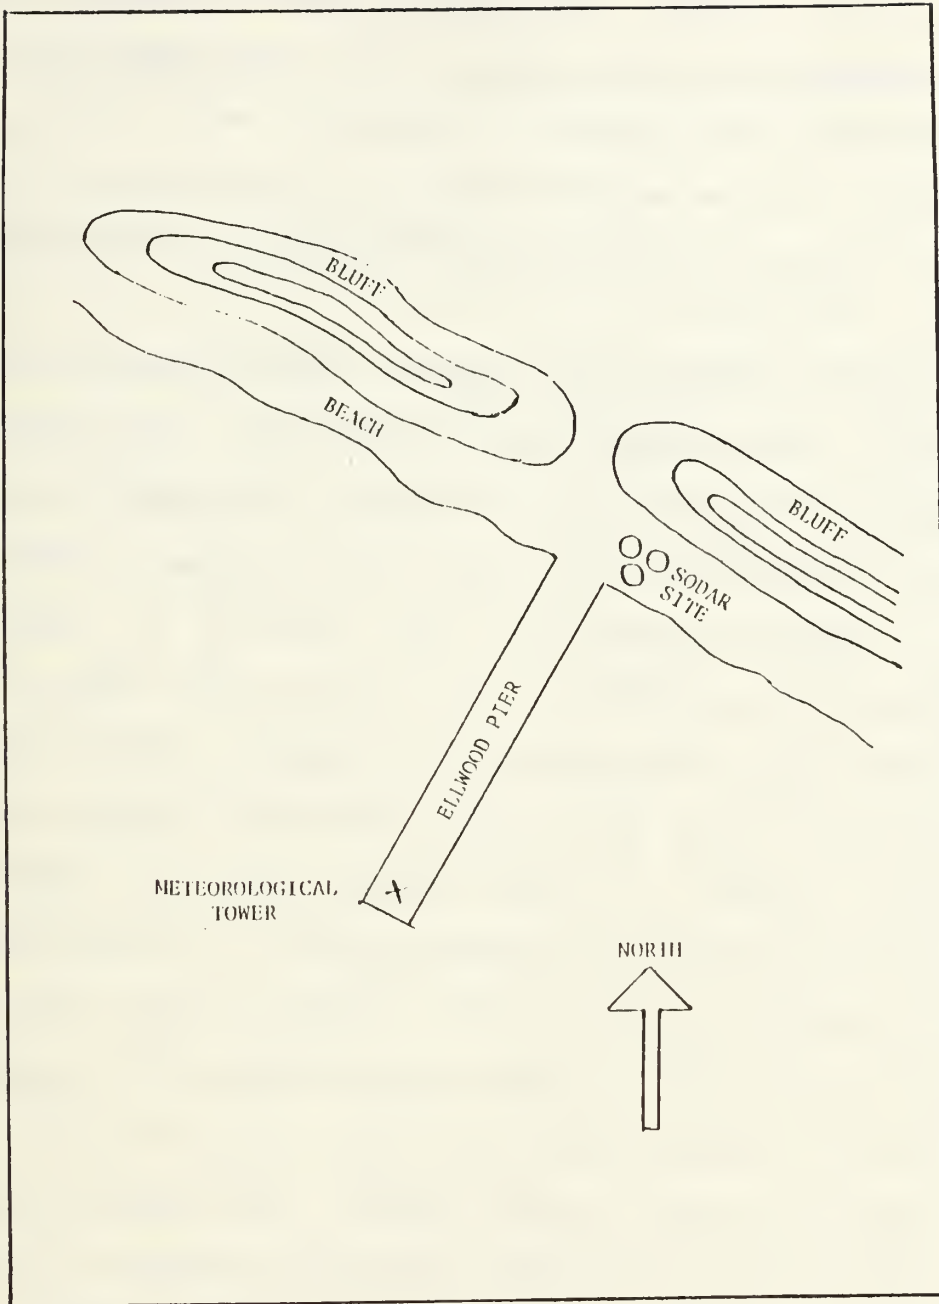 BLUFF
BEACH
BLUFF
SODAR
SITE
ELLWOOD PIER
METEOROLOGICAL
TOWER
X
NORTH